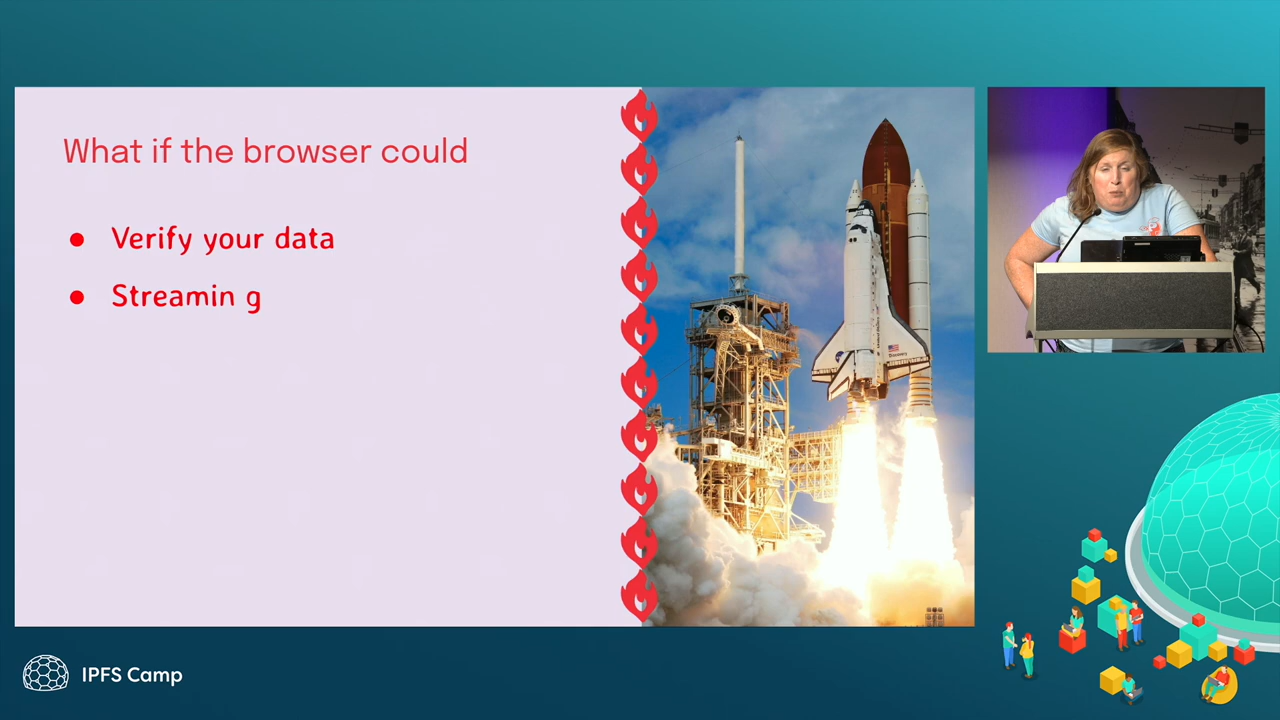 What if the browser could
● Verify your data
● Streamin g
IPFS Camp